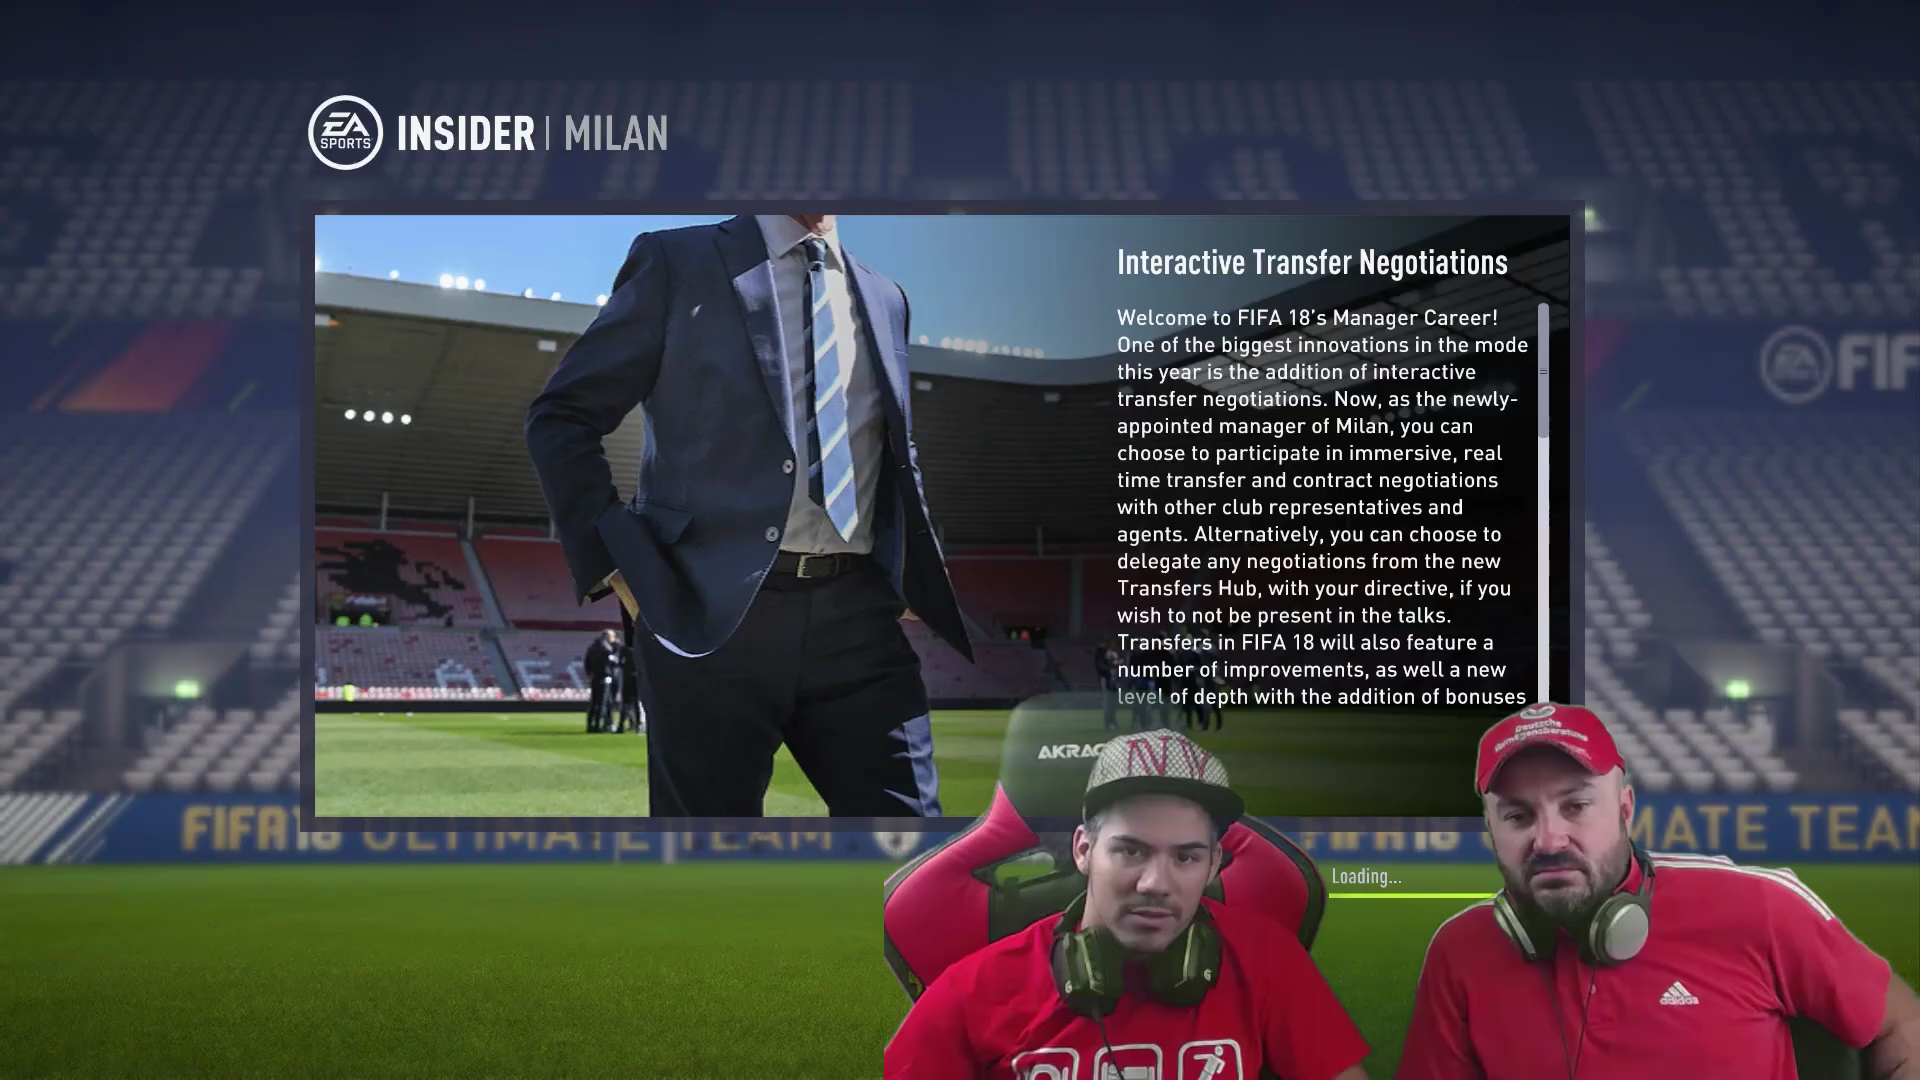 EA SPORTS INSIDER | MILAN
Interactive Transfer Negotiations
Welcome to FIFA 18's Manager Career!
One of the biggest innovations in the mode
this year is the addition of interactive
transfer negotiations. Now, as the newly-
appointed manager of Milan, you can
choose to participate in immersive, real
time transfer and contract negotiations
with other club representatives and
agents. Alternatively, you can choose to
delegate any negotiations from the new
Transfers Hub, with your directive, if you
wish to not be present in the talks.
Transfers in FIFA 18 will also feature a
number of improvements, as well a new
level of depth with the addition of bonuses
FIFA 18 ULTIMATE TEAM
Loading...
NY
Deutsche
Vermögensberatung
adidas